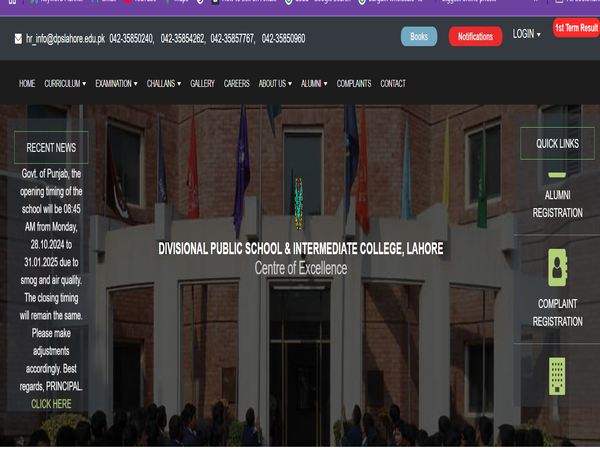 hr_info@dpslahore.edu.pk 042-35850240, 042-35854262, 042-35857767, 042-35850960
Books
Notifications
LOGIN
1st Term Result
HOME CURRICULUM EXAMINATION CHALLANS GALLERY CAREERS ABOUT US ALUMNI COMPLAINTS CONTACT
RECENT NEWS
Govt. of Punjab, the
opening timing of the
school will be 08:45
AM from Monday,
28.10.2024 to
31.01.2025 due to
smog and air quality.
The closing timing
will remain the same.
Please make
adjustments
accordingly. Best
regards, PRINCIPAL.
CLICK HERE
DIVISIONAL PUBLIC SCHOOL & INTERMEDIATE COLLEGE, LAHORE
Centre of Excellence
QUICK LINKS
ALUMNI
REGISTRATION
COMPLAINT
REGISTRATION